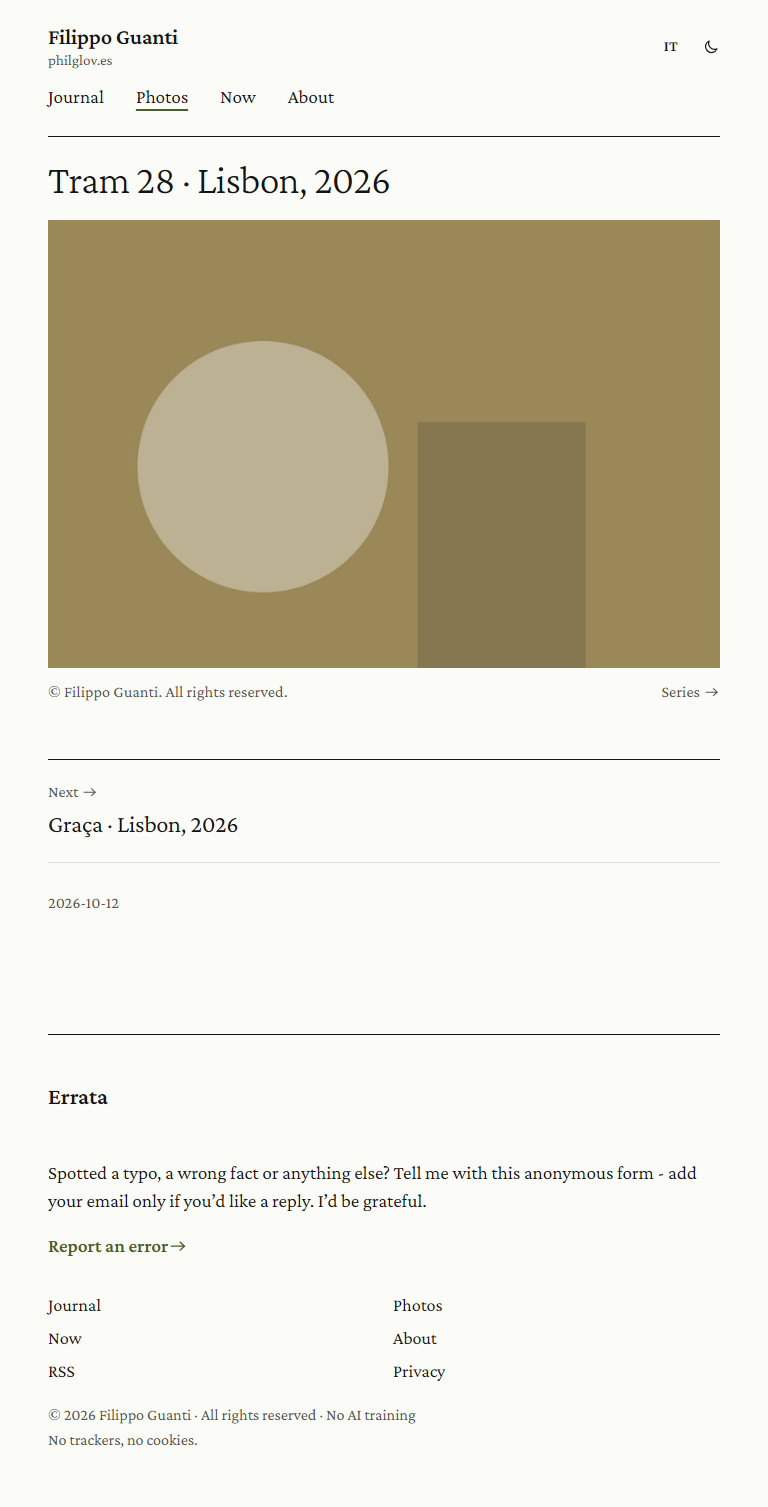 Filippo Guanti
philglov.es
IT
Journal Photos Now About
Tram 28 · Lisbon, 2026
© Filippo Guanti. All rights reserved. Series →
Next →
Graça · Lisbon, 2026
2026-10-12
Errata
Spotted a typo, a wrong fact or anything else? Tell me with this anonymous form - add
your email only if you’d like a reply. I’d be grateful.
Report an error →
Journal Photos
Now About
RSS Privacy
© 2026 Filippo Guanti · All rights reserved · No AI training
No trackers, no cookies.